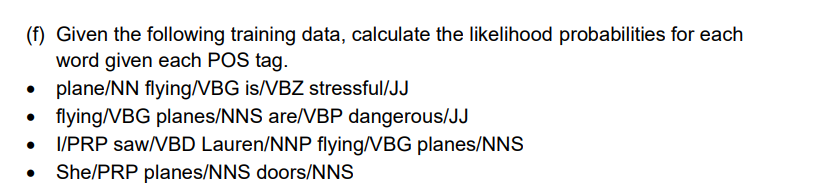 (f) Given the following training data, calculate the likelihood probabilities for each
word given each POS tag.
• plane/NN flying/VBG is/VBZ stressful/JJ
• flying/VBG planes/NNS are/VBP dangerous/JJ
• I/PRP saw/VBD Lauren/NNP flying/VBG planes/NNS
• She/PRP planes/NNS doors/NNS